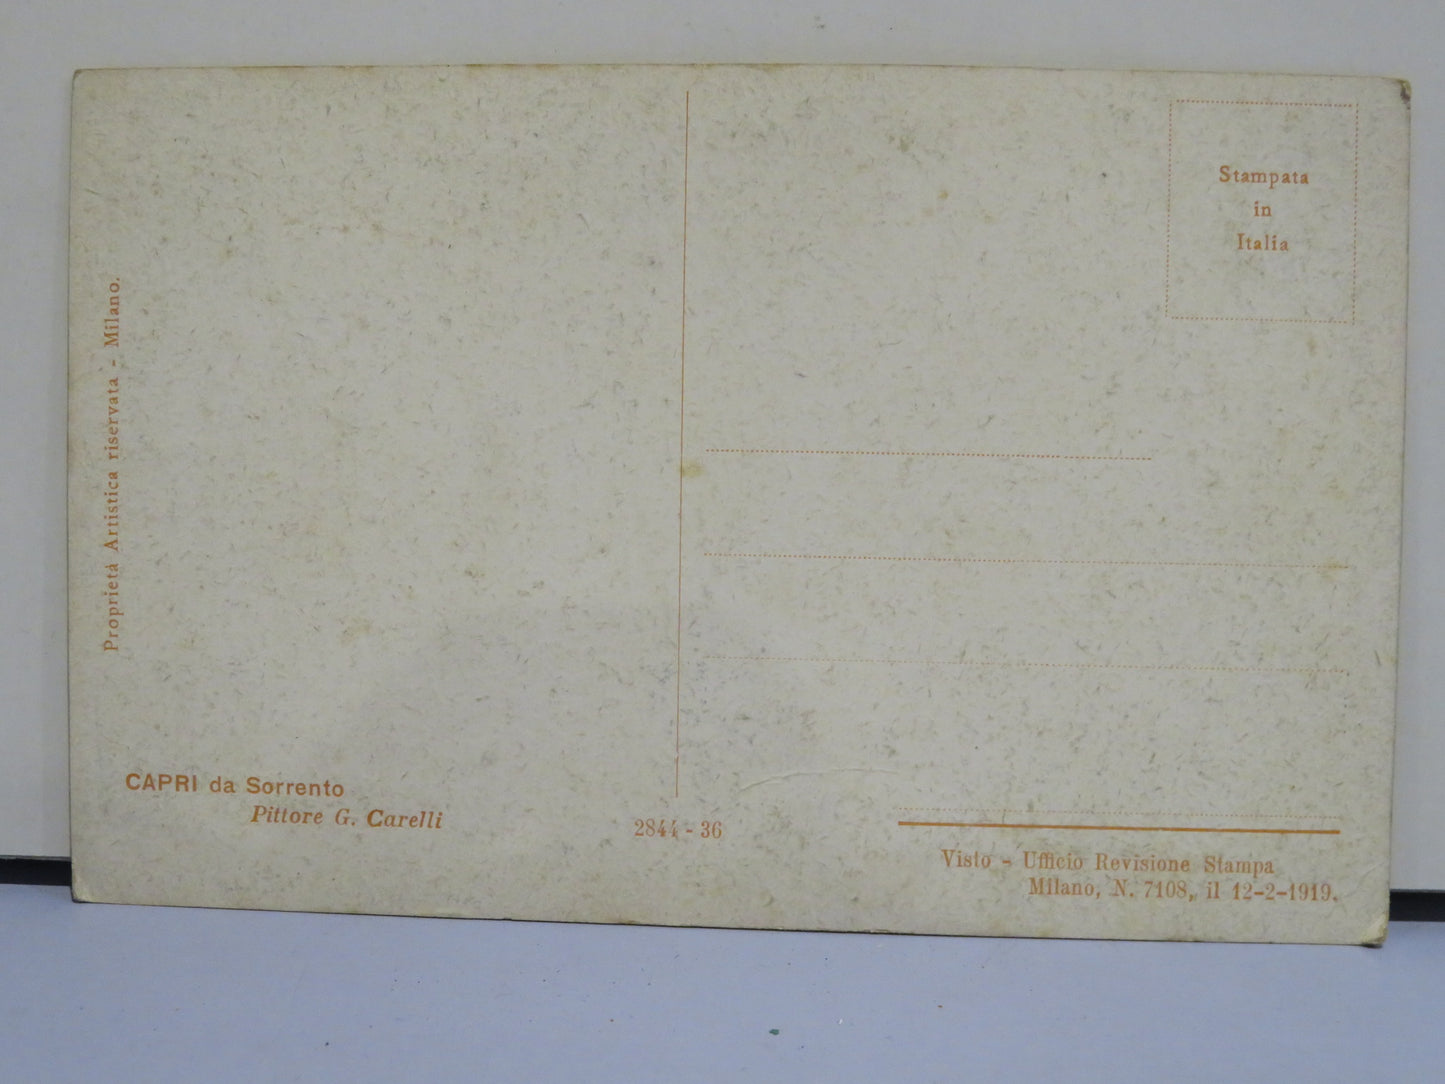 Stampata
in
Italia
Proprietà Artistica riservata - Milano.
CAPRI da Sorrento
Pittore G. Carelli
2844 - 36
Visto - Ufficio Revisione Stampa
Milano, N. 7108, il 12-2-1919.